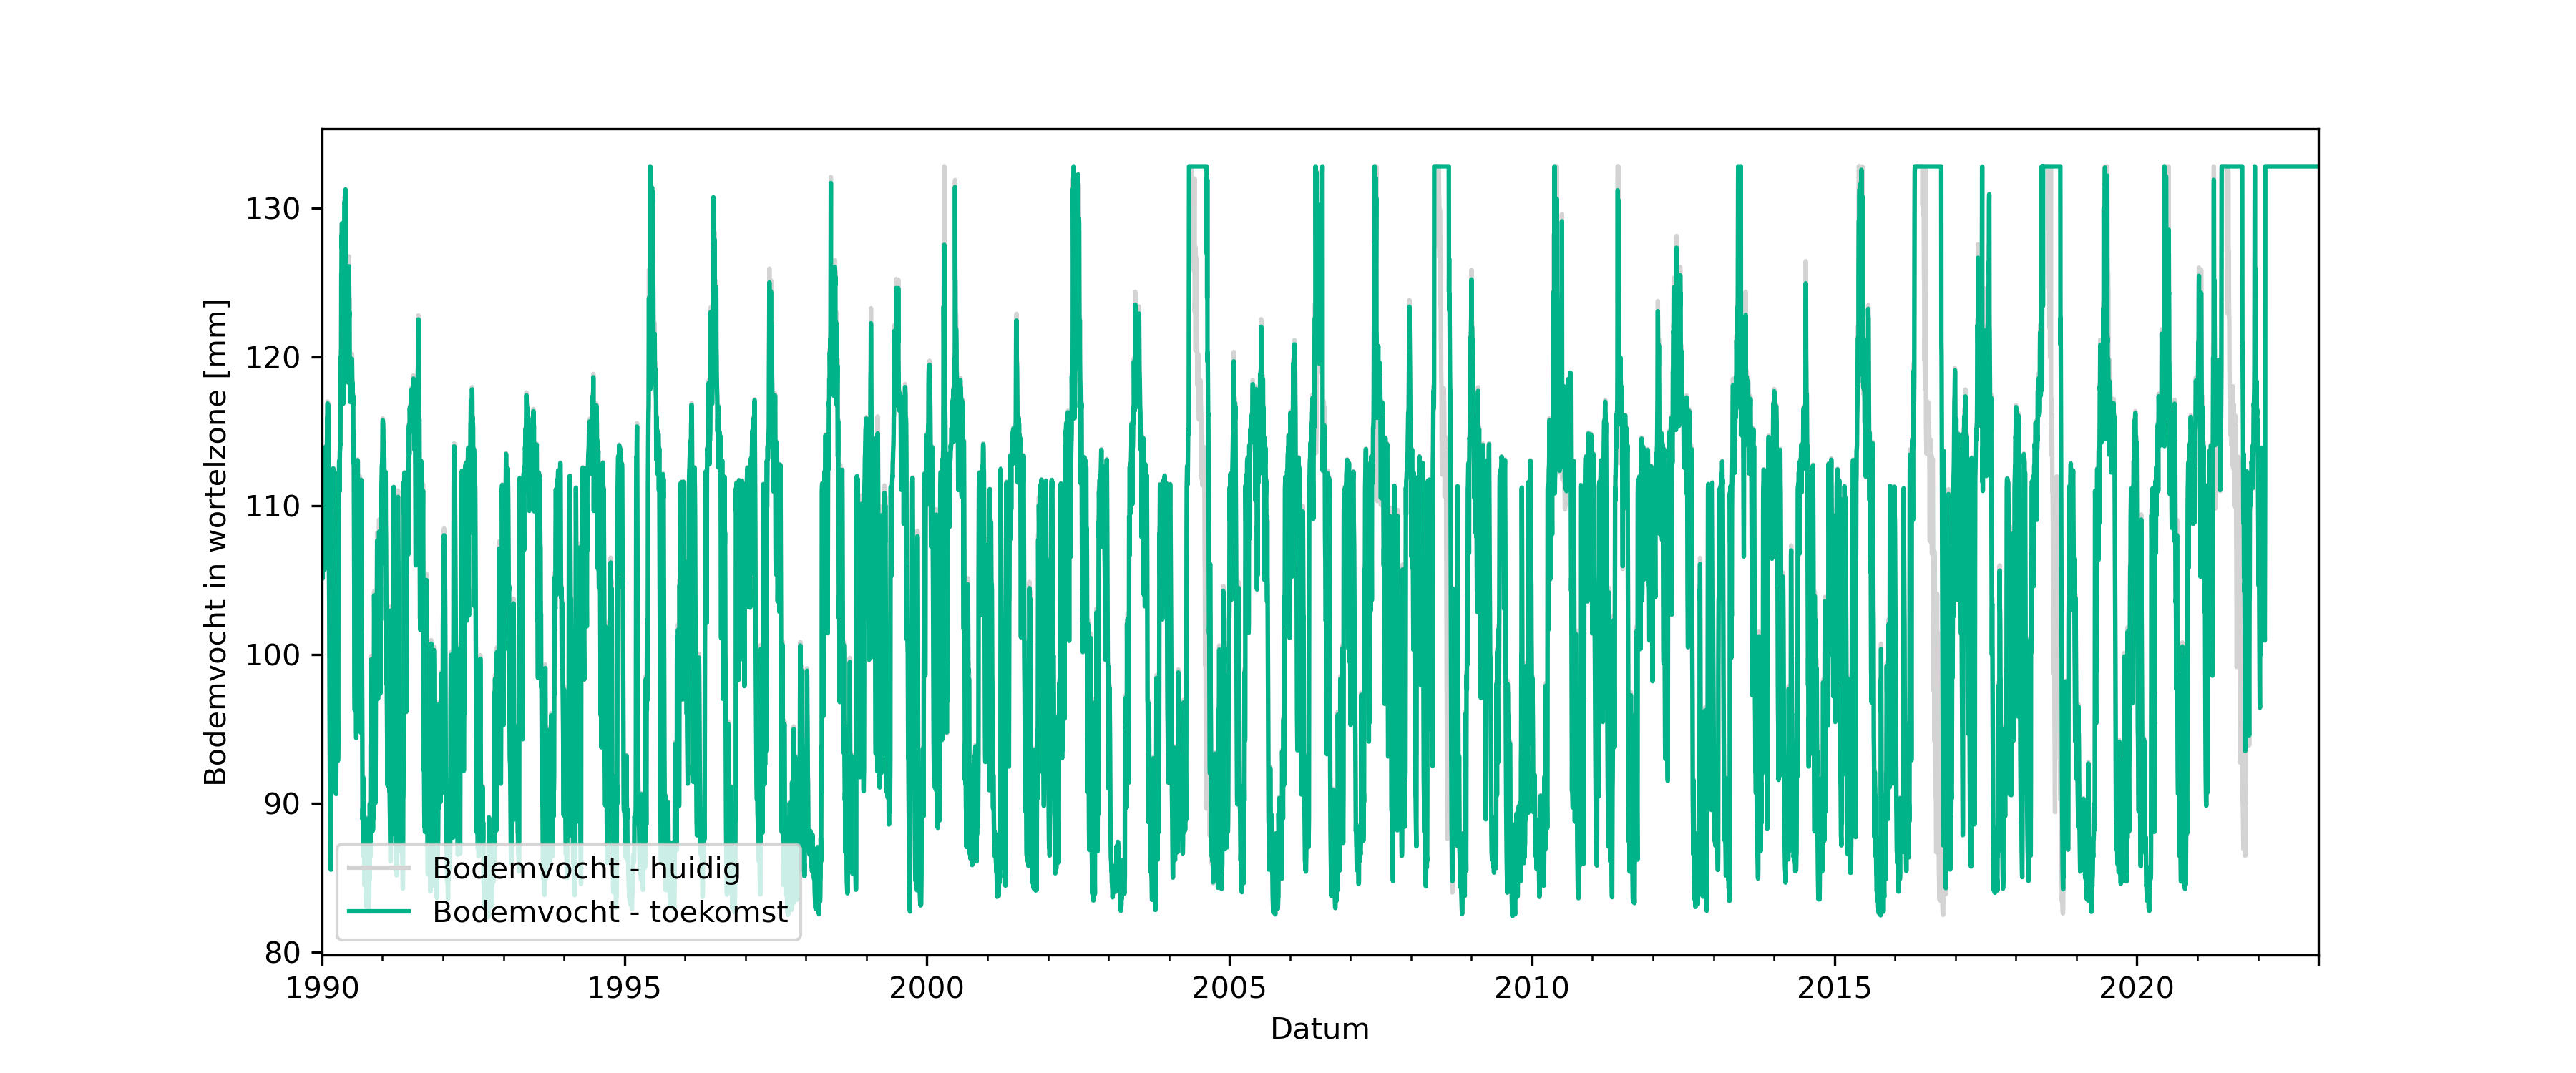 130
120
110
100
90
80
Bodemvocht in wortelzone [mm]
Bodemvocht - huidig
Bodemvocht - toekomst
1990 1995 2000 2005 2010 2015 2020
Datum